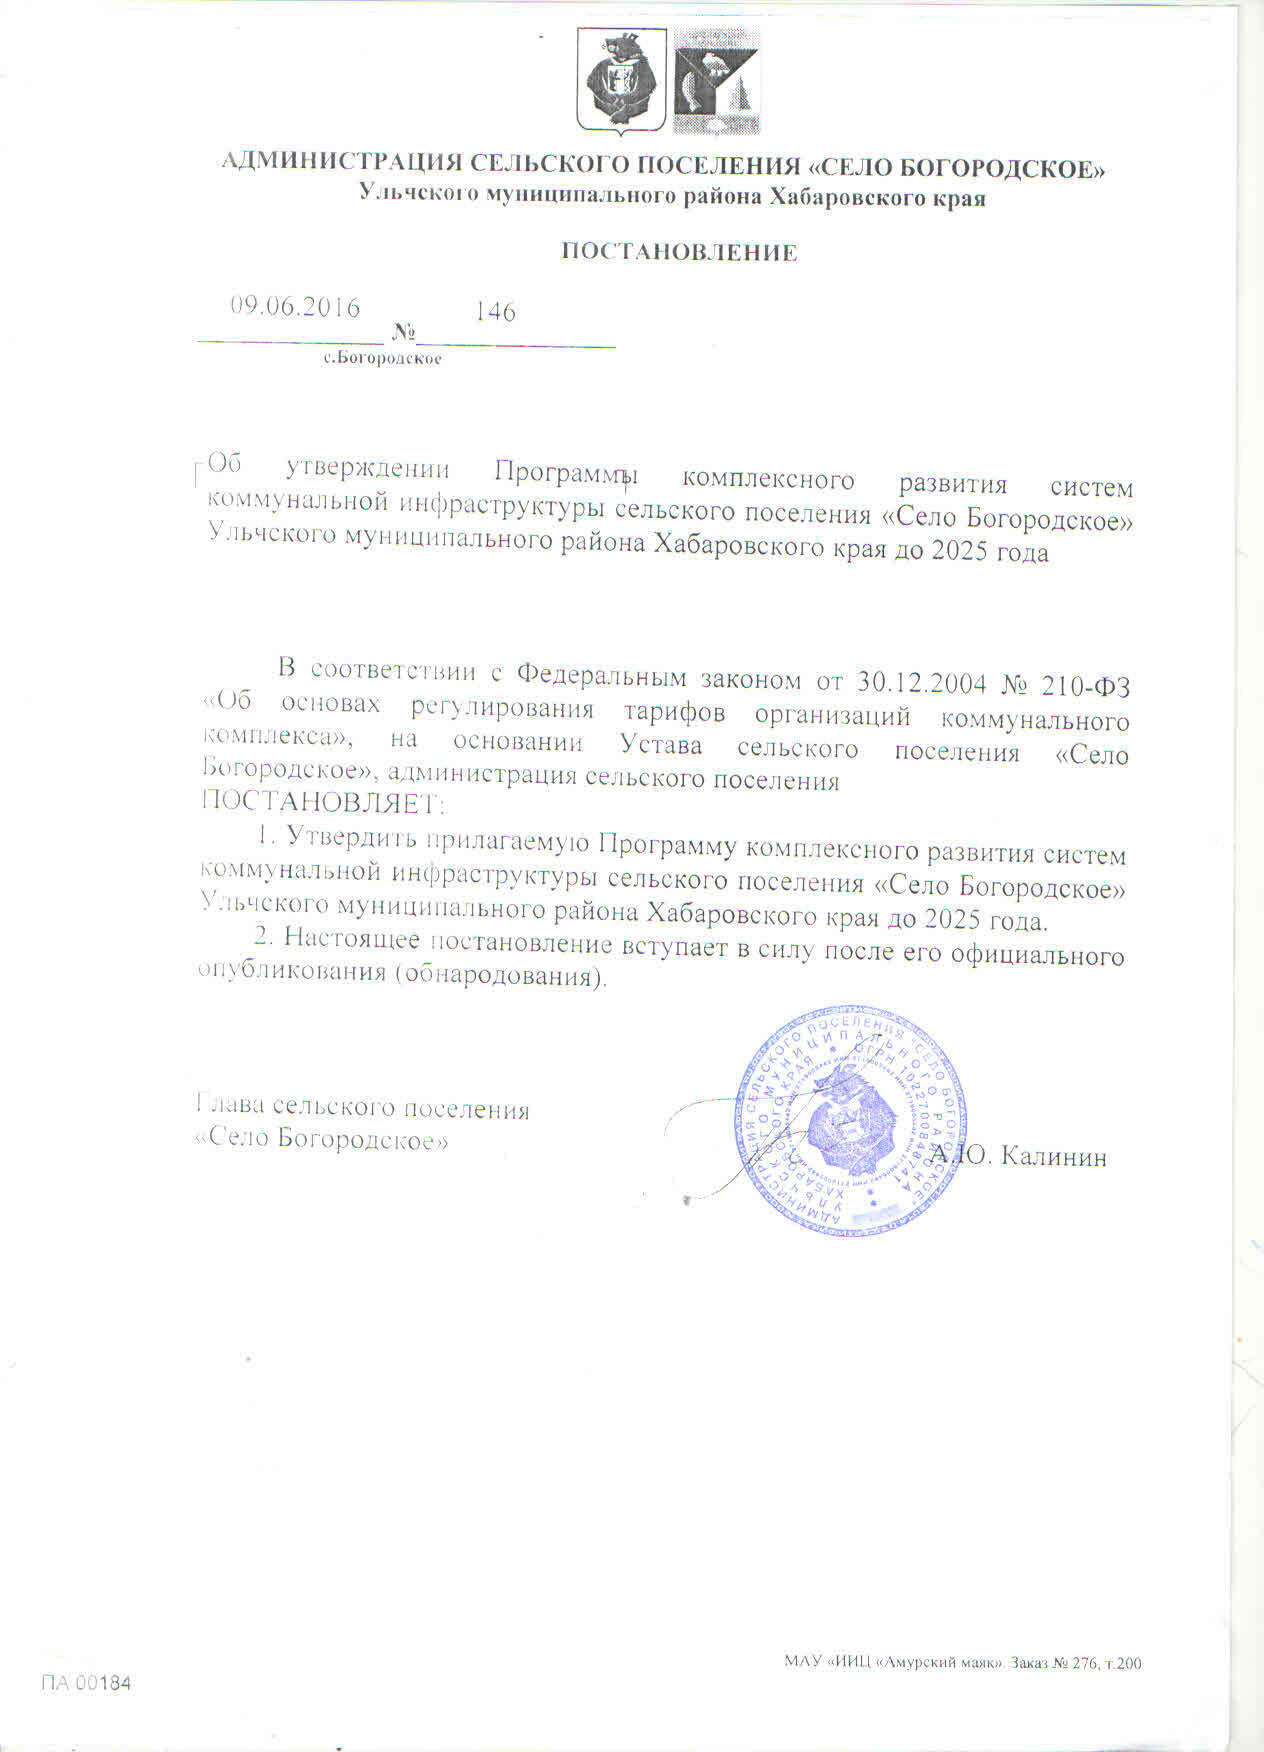 АДМИНИСТРАЦИЯ СЕЛЬСКОГО ПОСЕЛЕНИЯ «СЕЛО БОГОРОДСКОЕ»
Ульчского муниципального района Хабаровского края
ПОСТАНОВЛЕНИЕ
09.06.2016 № 146
с.Богородское
Об утверждении Программы комплексного развития систем
коммунальной инфраструктуры сельского поселения «Село Богородское»
Ульчского муниципального района Хабаровского края до 2025 года
В соответствии с Федеральным законом от 30.12.2004 № 210-ФЗ
«Об основах регулирования тарифов организаций коммунального
комплекса», на основании Устава сельского поселения «Село
Богородское», администрация сельского поселения
ПОСТАНОВЛЯЕТ:
1. Утвердить прилагаемую Программу комплексного развития систем
коммунальной инфраструктуры сельского поселения «Село Богородское»
Ульчского муниципального района Хабаровского края до 2025 года.
2. Настоящее постановление вступает в силу после его официального
опубликования (обнародования).
Глава сельского поселения
«Село Богородское»
А.Ю. Калинин
АДМИНИСТРАЦИЯ СЕЛЬСКОГО ПОСЕЛЕНИЯ «СЕЛО БОГОРОДСКОЕ»
УЛЬЧСКОГО МУНИЦИПАЛЬНОГО РАЙОНА
ХАБАРОВСКОГО КРАЯ * ОГРН 1022700848741
МАУ «ИИЦ «Амурский маяк». Заказ № 276, т.200
ПА 00184